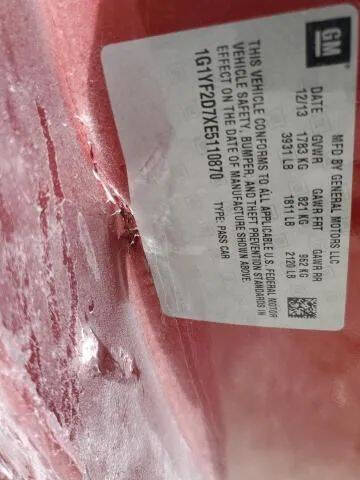 GM
MFD BY GENERAL MOTORS LLC
DATE GVWR GAWR FRT GAWR RR
12/13 1783 KG 821 KG 962 KG
3931 LB 1811 LB 2120 LB
THIS VEHICLE CONFORMS TO ALL APPLICABLE U.S. FEDERAL MOTOR
VEHICLE SAFETY, BUMPER, AND THEFT PREVENTION STANDARDS IN
EFFECT ON THE DATE OF MANUFACTURE SHOWN ABOVE.
1G1YF2D7XE5110870 TYPE: PASS CAR